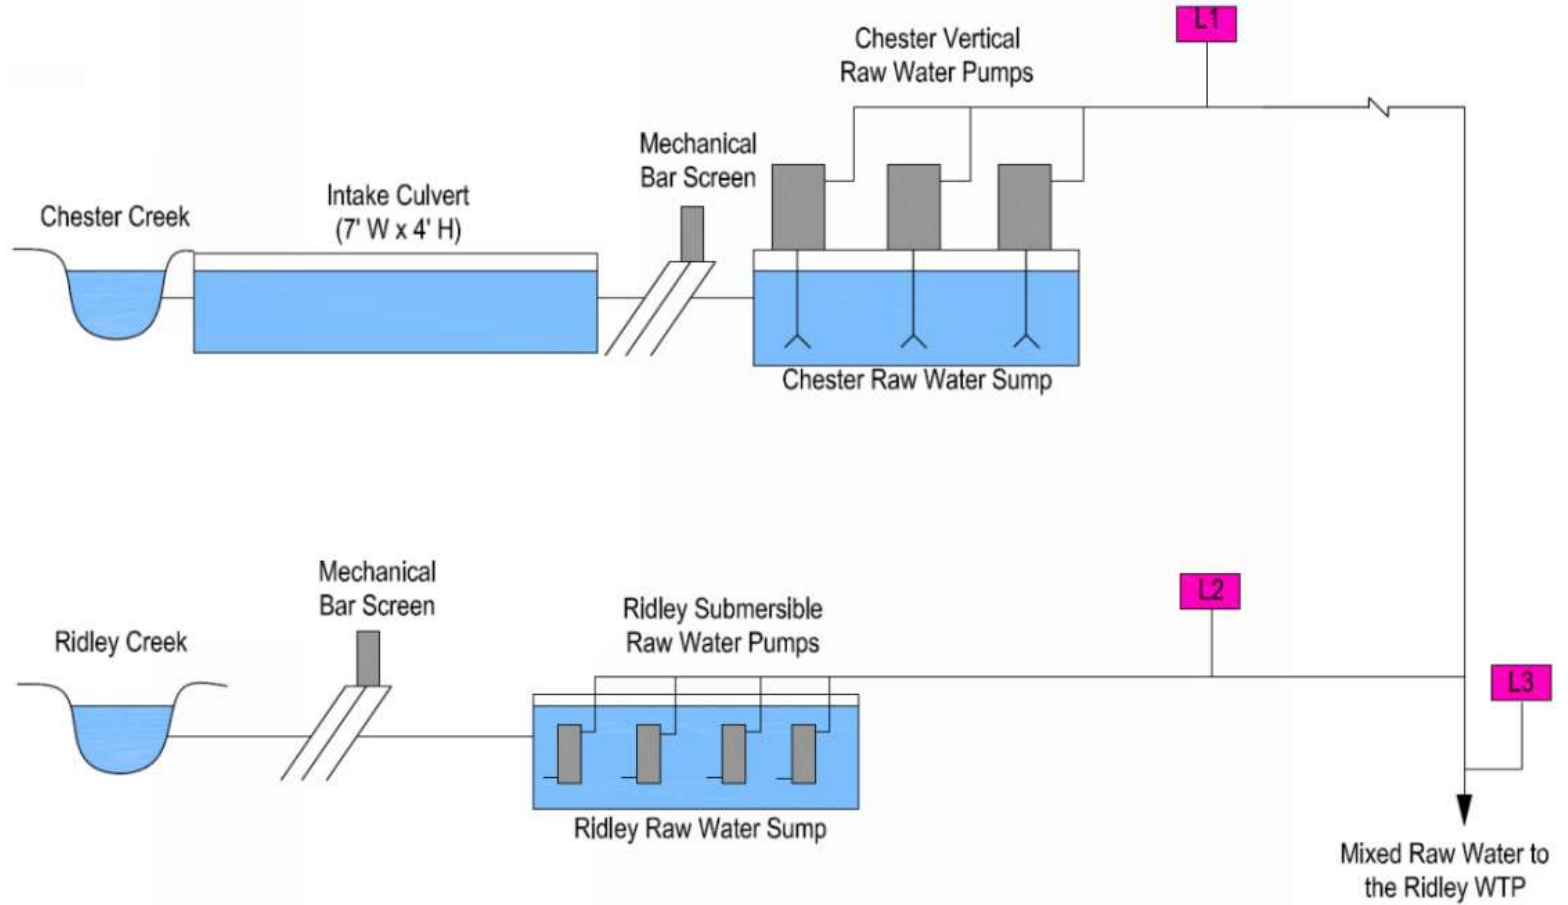 L1
Chester Vertical
Raw Water Pumps
Mechanical
Bar Screen
Intake Culvert
(7' W x 4' H)
Chester Creek
Chester Raw Water Sump
Mechanical
Bar Screen
Ridley Submersible
Raw Water Pumps
L2
Ridley Creek
L3
Ridley Raw Water Sump
Mixed Raw Water to
the Ridley WTP